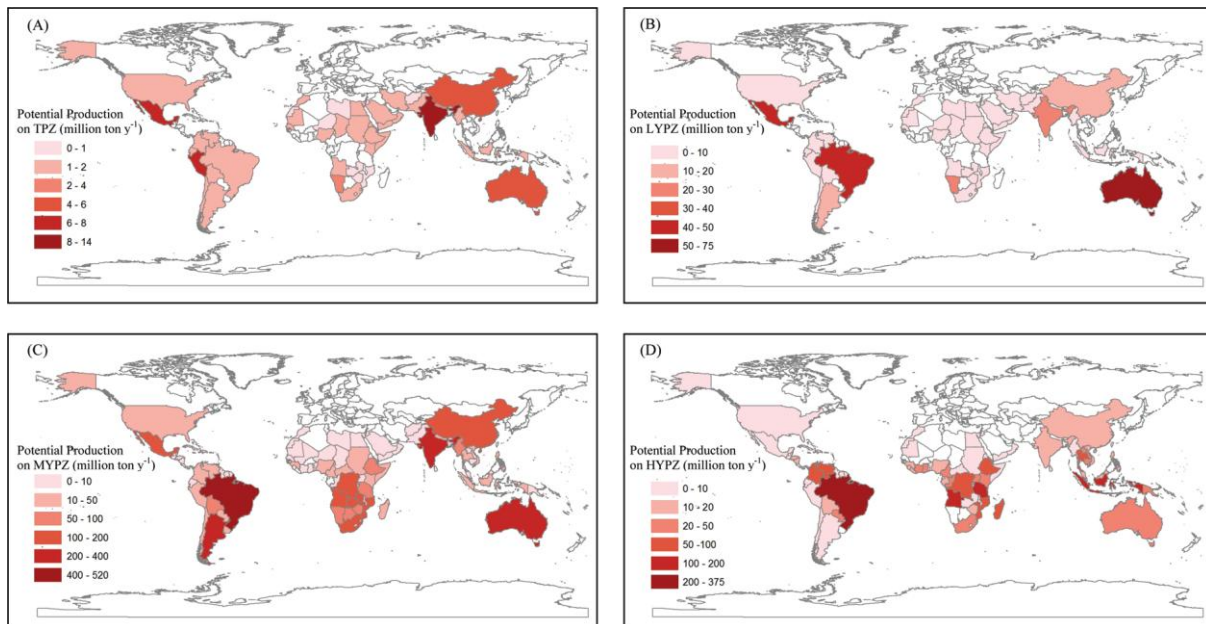 (A)
Potential Production
on TPZ (million ton y-1)
0 - 1
1 - 2
2 - 4
4 - 6
6 - 8
8 - 14
(B)
Potential Production
on LYPZ (million ton y-1)
0 - 10
10 - 20
20 - 30
30 - 40
40 - 50
50 - 75
(C)
Potential Production
on MYPZ (million ton y-1)
0 - 10
10 - 50
50 - 100
100 - 200
200 - 400
400 - 520
(D)
Potential Production
on HYPZ (million ton y-1)
0 - 10
10 - 20
20 - 50
50 -100
100 - 200
200 - 375